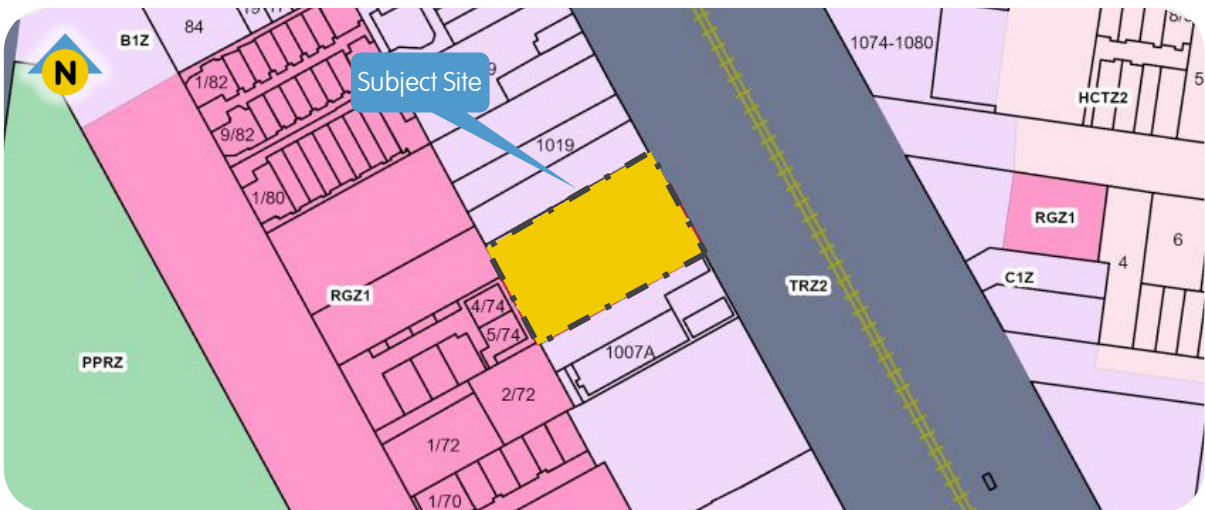 84
B1Z
N
1/82
9/82
1/80
Subject Site
1019
1074-1080
HCTZ2
RGZ1
6
4
C1Z
TRZ2
RGZ1
4/74
5/74
1007A
PPRZ
2/72
1/72
1/70